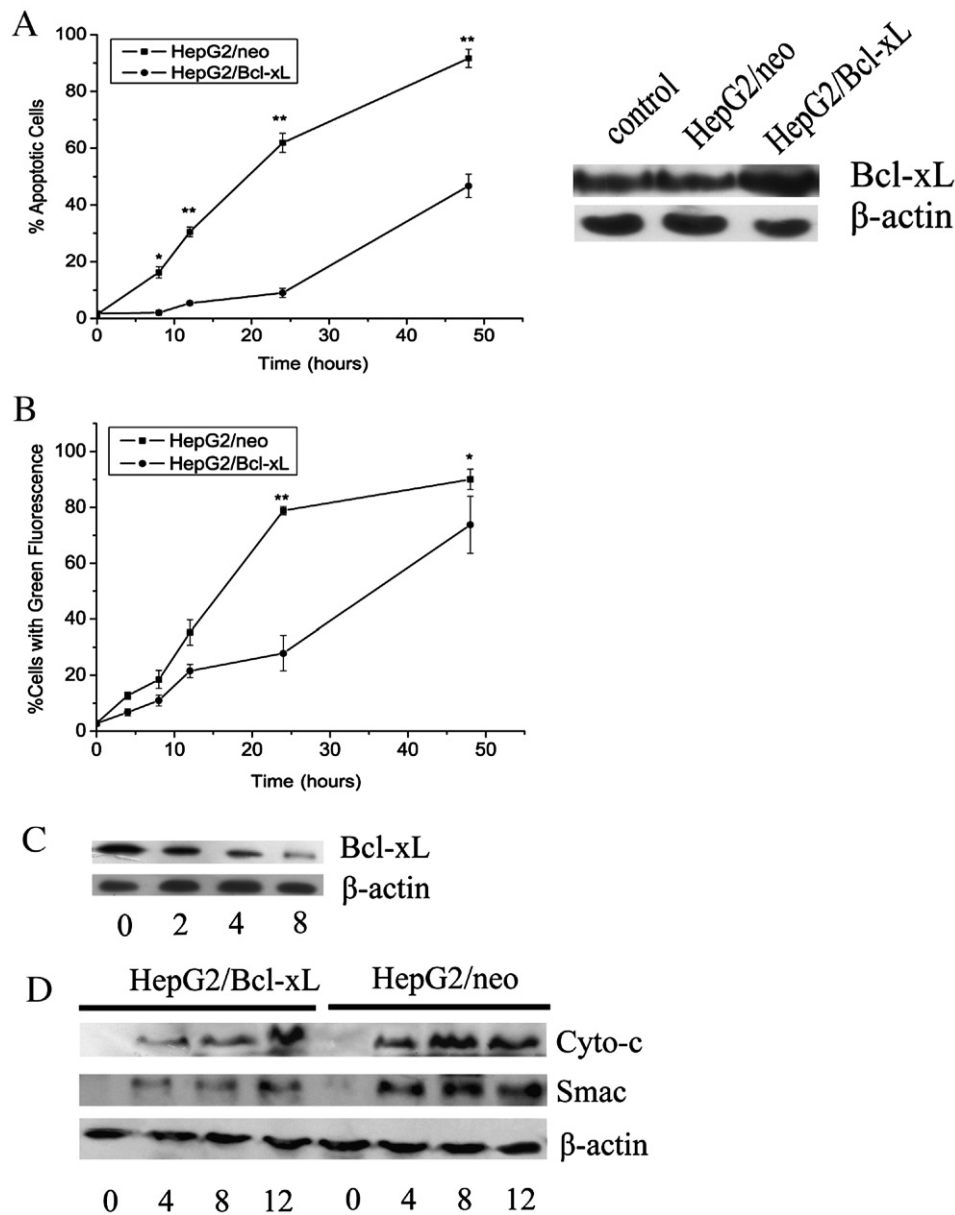 A
HepG2/neo
HepG2/Bcl-xL
% Apoptotic Cells
100
80
60
40
20
0
*
**
**
**
0 10 20 30 40 50
Time (hours)
control
HepG2/neo
HepG2/Bcl-xL
Bcl-xL
β-actin
B
HepG2/neo
HepG2/Bcl-xL
%Cells with Green Fluorescence
100
80
60
40
20
0
**
*
0 10 20 30 40 50
Time (hours)
C
Bcl-xL
β-actin
0 2 4 8
D
HepG2/Bcl-xL HepG2/neo
Cyto-c
Smac
β-actin
0 4 8 12 0 4 8 12